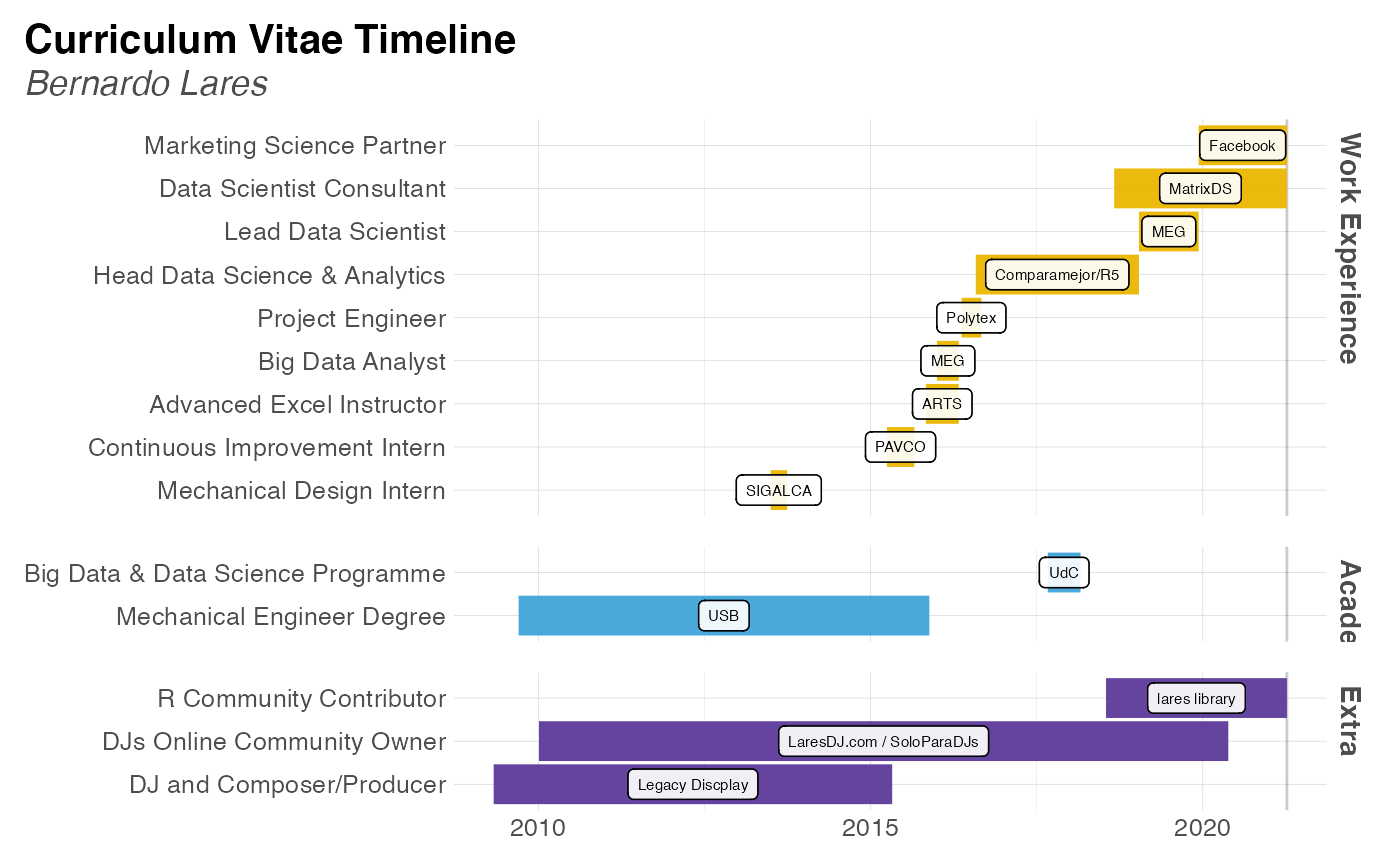 Curriculum Vitae Timeline
Bernardo Lares
Work Experience
Marketing Science Partner Facebook
Data Scientist Consultant MatrixDS
Lead Data Scientist MEG
Head Data Science & Analytics Comparamejor/R5
Project Engineer Polytex
Big Data Analyst MEG
Advanced Excel Instructor ARTS
Continuous Improvement Intern PAVCO
Mechanical Design Intern SIGALCA
Acade
Big Data & Data Science Programme UdC
Mechanical Engineer Degree USB
Extra
R Community Contributor lares library
DJs Online Community Owner LaresDJ.com / SoloParaDJs
DJ and Composer/Producer Legacy Discplay
2010 2015 2020